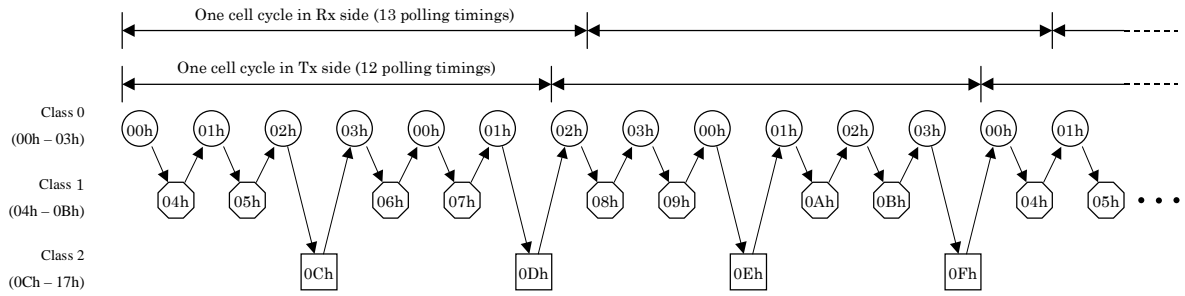 One cell cycle in Rx side (13 polling timings)
One cell cycle in Tx side (12 polling timings)
Class 0
(00h – 03h)
00h 01h 02h 03h 00h 01h 02h 03h 00h 01h 02h 03h 00h 01h
Class 1
(04h – 0Bh)
04h 05h 06h 07h 08h 09h 0Ah 0Bh 04h 05h • • •
Class 2
(0Ch – 17h)
0Ch 0Dh 0Eh 0Fh